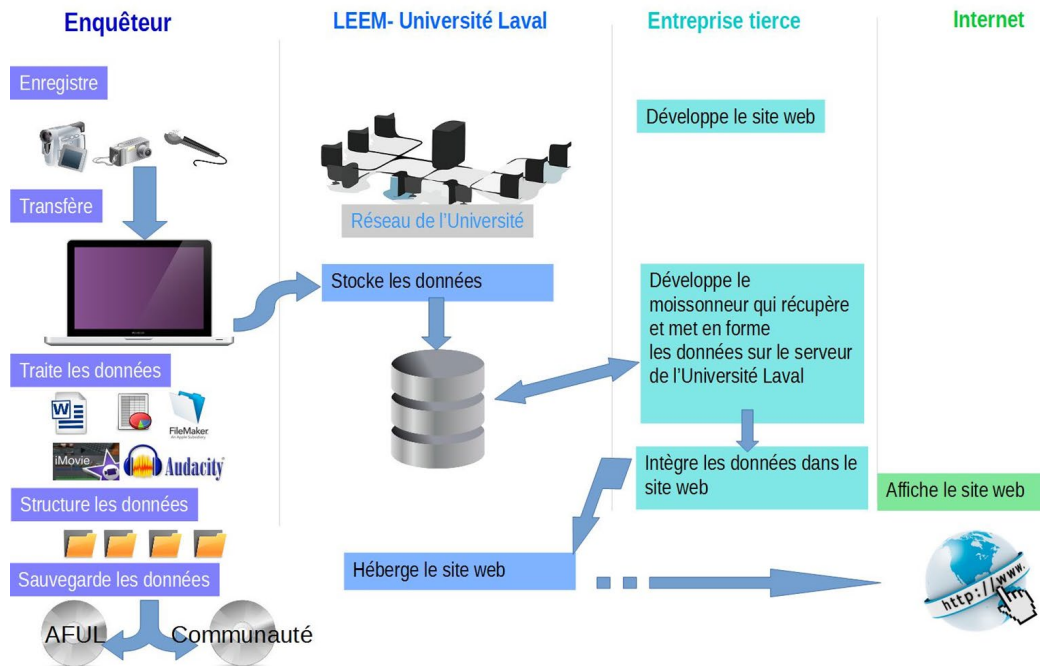 Enquêteur
LEEM- Université Laval
Entreprise tierce
Internet
Enregistre
Transfère
Traite les données
W
FileMaker
iMovie
Audacity
Structure les données
Sauvegarde les données
AFUL
Communauté
Réseau de l'Université
Stocke les données
Héberge le site web
Développe le site web
Développe le
moissonneur qui récupère
et met en forme
les données sur le serveur
de l'Université Laval
Intègre les données dans le
site web
Affiche le site web
http://www.